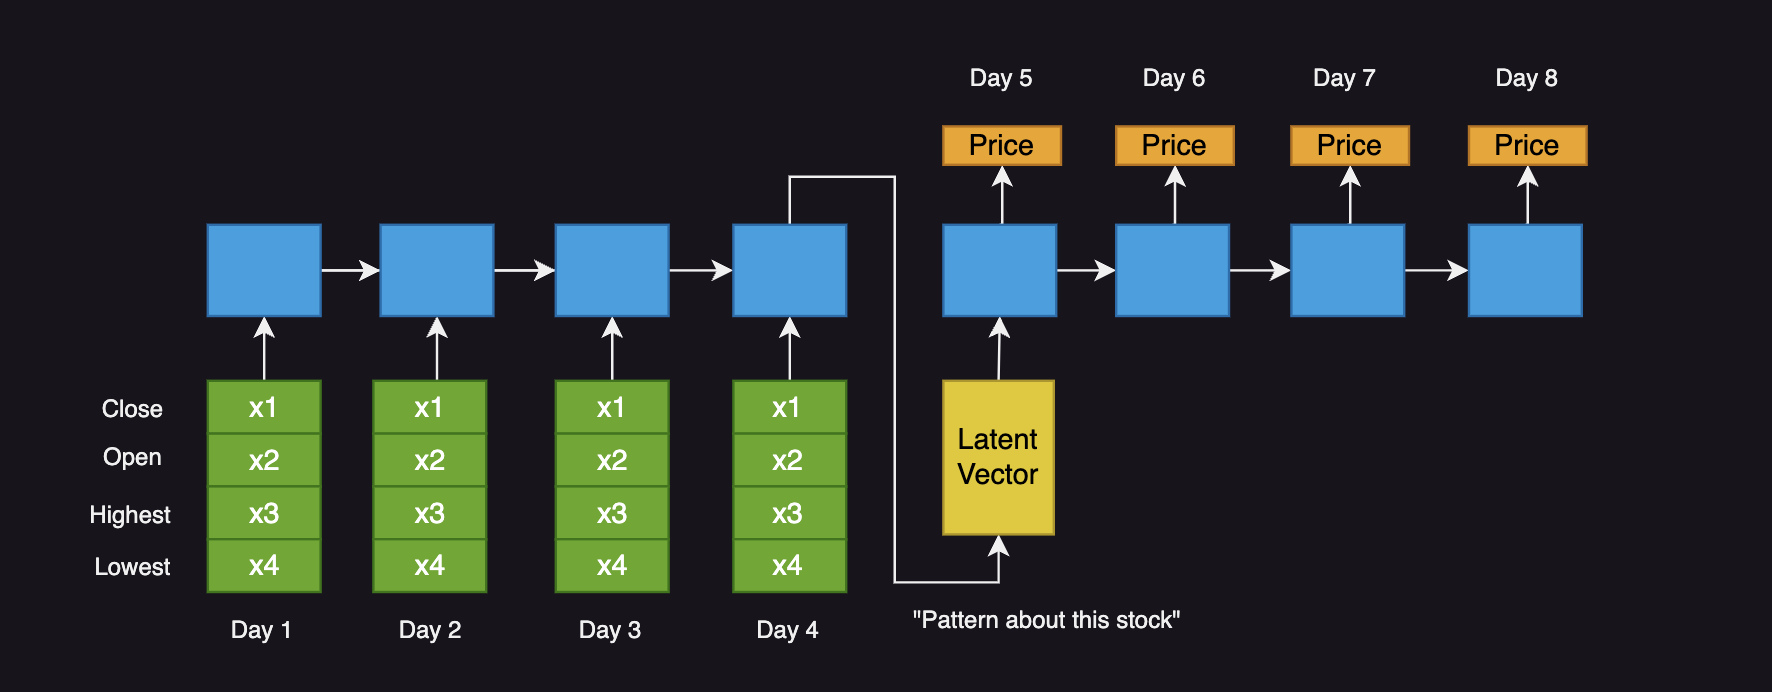 Day 5 Day 6 Day 7 Day 8
Price Price Price Price
Close x1 x1 x1 x1
Open x2 x2 x2 x2
Highest x3 x3 x3 x3
Lowest x4 x4 x4 x4
Day 1 Day 2 Day 3 Day 4
Latent
Vector
"Pattern about this stock"